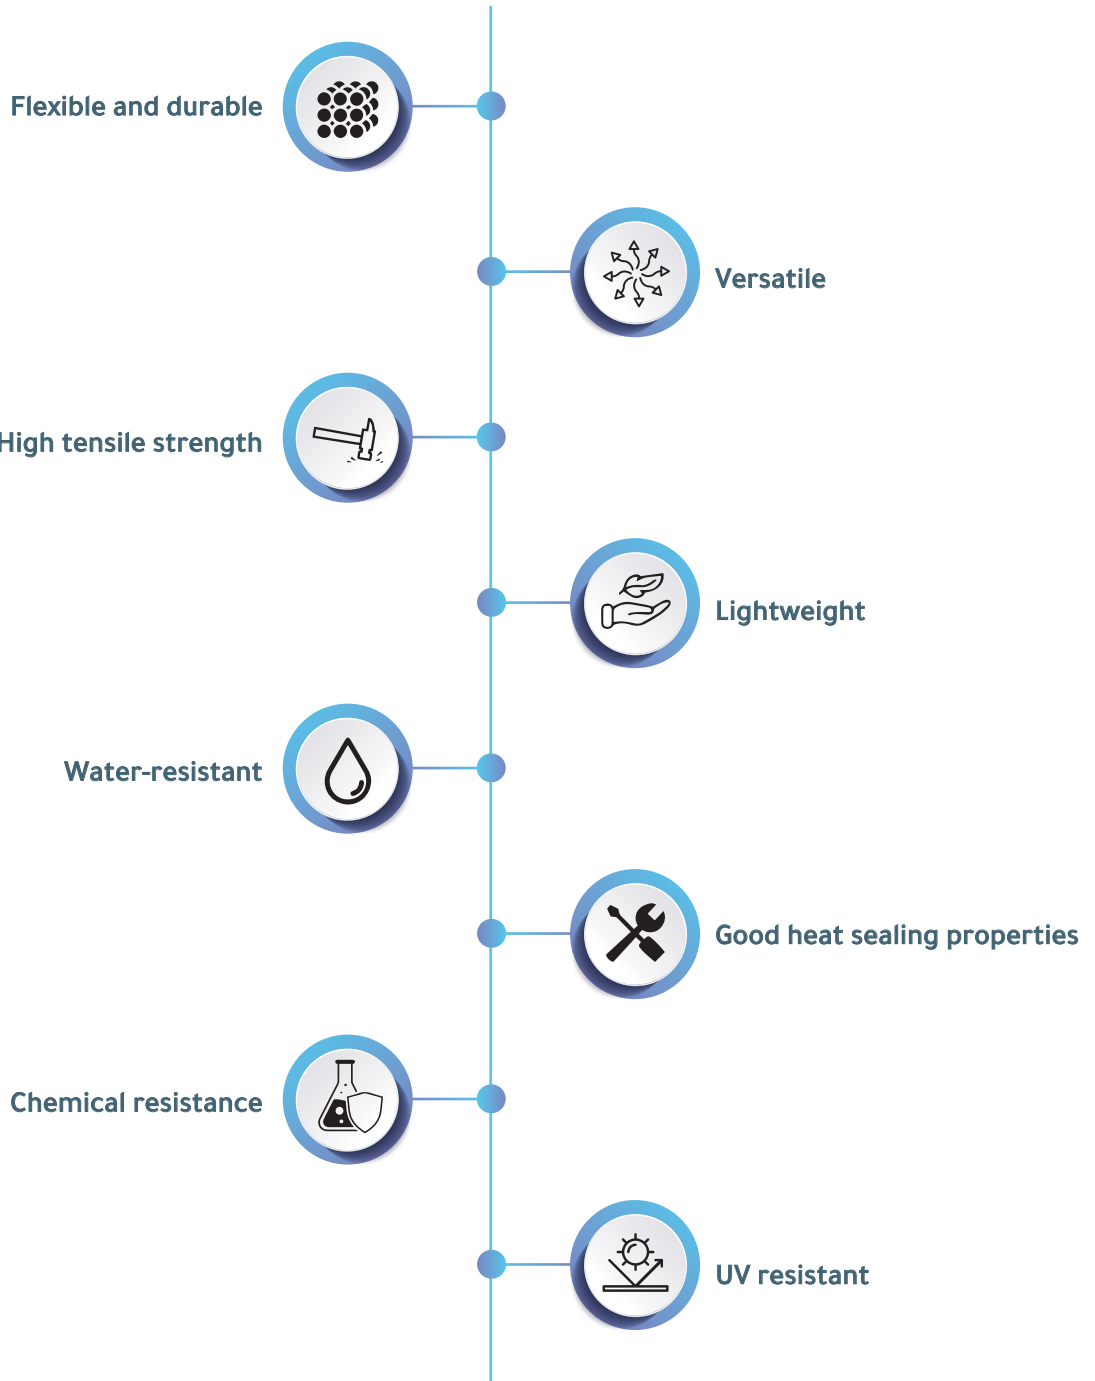 Flexible and durable
Versatile
High tensile strength
Lightweight
Water-resistant
Good heat sealing properties
Chemical resistance
UV resistant